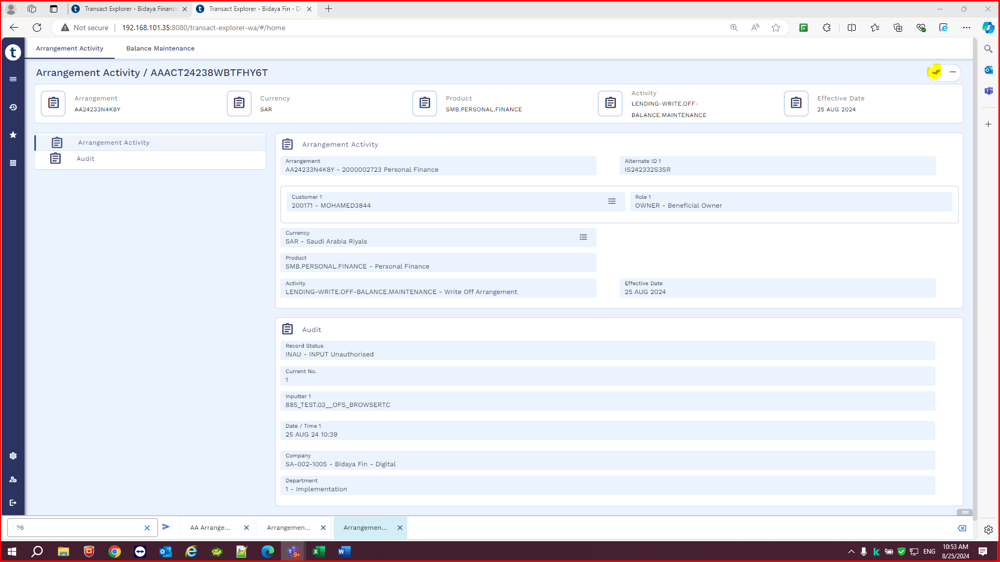 Transact Explorer - Bidaya Finance
Transact Explorer - Bidaya Fin - D
Not secure
192.168.101.35:8080/transact-explorer-wa/#/home
Arrangement Activity
Balance Maintenance
Arrangement Activity / AAACT24238WBTFHY6T
Arrangement
AA24233N4K8Y
Currency
SAR
Product
SMB.PERSONAL.FINANCE
Activity
LENDING-WRITE.OFF-
BALANCE.MAINTENANCE
Effective Date
25 AUG 2024
Arrangement Activity
Audit
Arrangement Activity
Arrangement
AA24233N4K8Y - 2000002723 Personal Finance
Alternate ID 1
IS242332S3SR
Customer 1
200171 - MOHAMED3844
Role 1
OWNER - Beneficial Owner
Currency
SAR - Saudi Arabia Riyals
Product
SMB.PERSONAL.FINANCE - Personal Finance
Activity
LENDING-WRITE.OFF-BALANCE.MAINTENANCE - Write Off Arrangement
Effective Date
25 AUG 2024
Audit
Record Status
INAU - INPUT Unauthorised
Current No.
1
Inputter 1
885_TEST.03__OFS_BROWSERTC
Date / Time 1
25 AUG 24 10:39
Company
SA-002-1005 - Bidaya Fin - Digital
Department
1 - Implementation
?6
AA Arrange...
Arrangemen...
Arrangemen...
9+
ENG
10:53 AM
8/25/2024